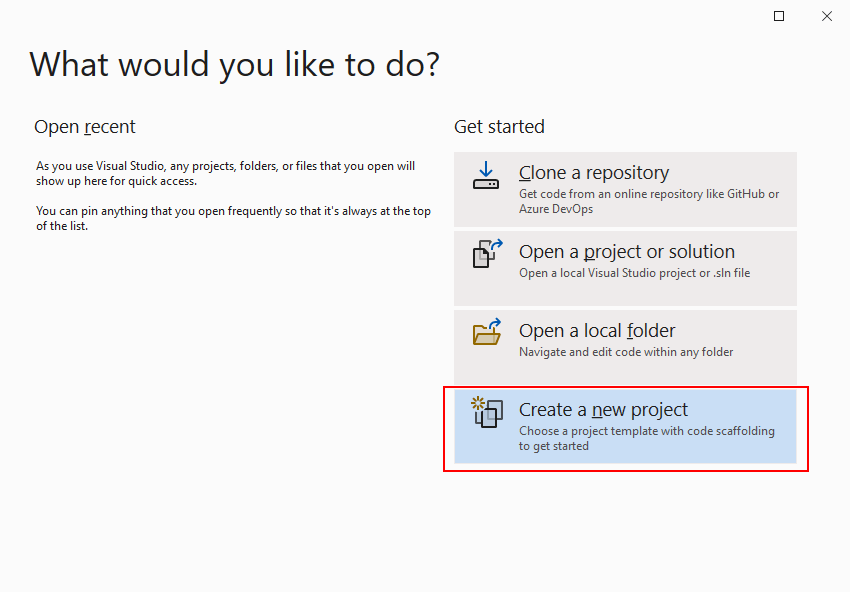 What would you like to do?
Open recent
As you use Visual Studio, any projects, folders, or files that you open will
show up here for quick access.
You can pin anything that you open frequently so that it's always at the top
of the list.
Get started
Clone a repository
Get code from an online repository like GitHub or
Azure DevOps
Open a project or solution
Open a local Visual Studio project or .sln file
Open a local folder
Navigate and edit code within any folder
Create a new project
Choose a project template with code scaffolding
to get started